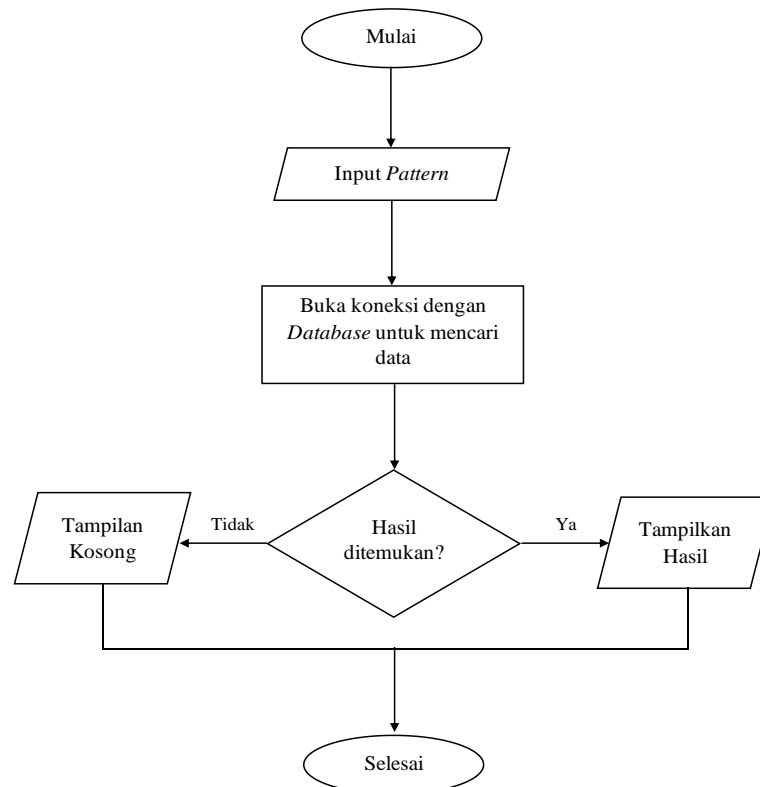 Mulai
Input Pattern
Buka koneksi dengan
Database untuk mencari
data
Tampilan
Kosong
Tidak
Hasil
ditemukan?
Ya
Tampilkan
Hasil
Selesai